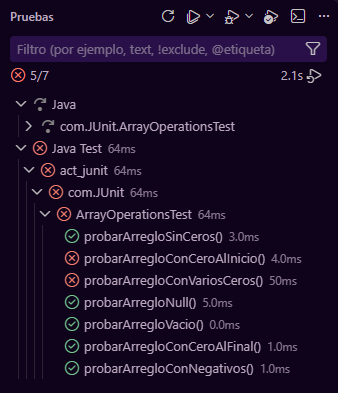 Pruebas
Filtro (por ejemplo, text, !exclude, @etiqueta)
5/7 2.1s
Java
com.JUnit.ArrayOperationsTest
Java Test 64ms
act_junit 64ms
com.JUnit 64ms
ArrayOperationsTest 64ms
probarArregloSinCeros() 3.0ms
probarArregloConCeroAlInicio() 4.0ms
probarArregloConVariosCeros() 50ms
probarArregloNull() 5.0ms
probarArregloVacio() 0.0ms
probarArregloConCeroAlFinal() 1.0ms
probarArregloConNegativos() 1.0ms